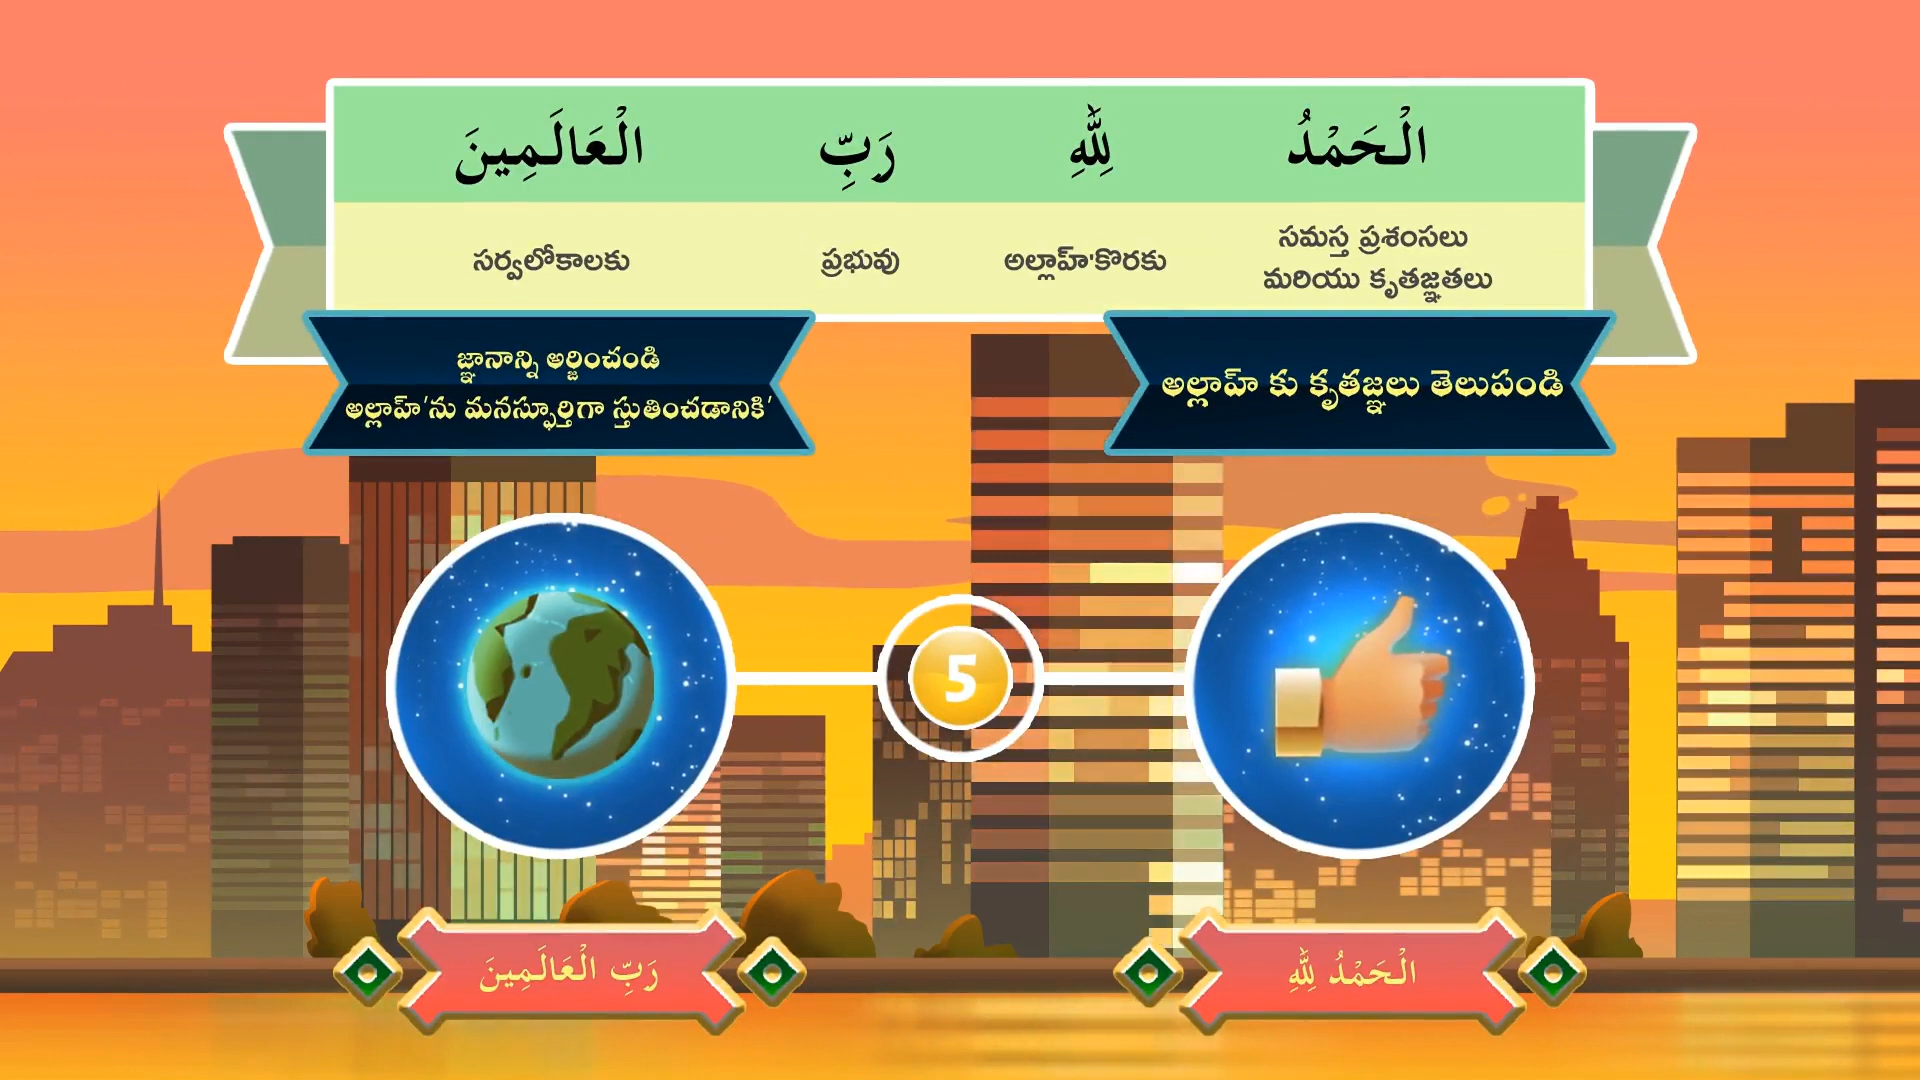 الْحَمْدُ لِلّٰهِ رَبِّ الْعَالَمِينَ
సర్వలోకాలకు ప్రభువు అల్లాహ్'కొరకు సమస్త ప్రశంసలు
మరియు కృతజ్ఞతలు
జ్ఞానాన్ని అర్జించండి
అల్లాహ్'ను మనస్ఫూర్తిగా స్తుతించడానికి'
అల్లాహ్ కు కృతజ్ఞలు తెలుపండి
5
رَبِّ الْعَالَمِينَ
الْحَمْدُ لِلّٰهِ